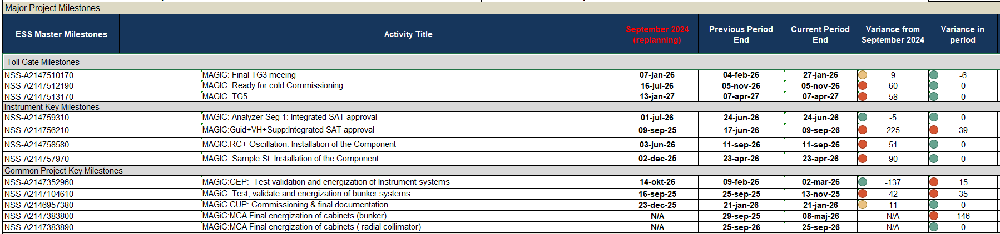 Major Project Milestones
ESS Master Milestones Activity Title September 2024 (replanning) Previous Period End Current Period End Variance from September 2024 Variance in period
Toll Gate Milestones
NSS-A2147510170 MAGIC: Final TG3 meeing 07-jan-26 04-feb-26 27-jan-26 9 -6
NSS-A2147512190 MAGIC: Ready for cold Commissioning 16-jul-26 05-nov-26 05-nov-26 60 0
NSS-A2147513170 MAGIC: TG5 13-jan-27 07-apr-27 07-apr-27 58 0
Instrument Key Milestones
NSS-A214759310 MAGIC: Analyzer Seg 1: Integrated SAT approval 01-jul-26 24-jun-26 24-jun-26 -5 0
NSS-A214756210 MAGIC:Guid+VH+Supp:Integrated SAT approval 09-sep-25 17-jun-26 09-sep-26 225 39
NSS-A214758580 MAGIC:RC+ Oscillation: Installation of the Component 03-jun-26 11-sep-26 11-sep-26 51 0
NSS-A214757970 MAGIC: Sample St: Installation of the Component 02-dec-25 23-apr-26 23-apr-26 90 0
Common Project Key Milestones
NSS-A2147352960 MAGiC:CEP: Test validation and energization of Instrument systems 14-okt-26 09-feb-26 02-mar-26 -137 15
NSS-A2147104610 MAGiC: Test, validate and energization of bunker systems 16-sep-25 25-sep-25 13-nov-25 42 35
NSS-A2146957380 MAGiC CUP: Commissioning & final documentation 23-dec-25 21-jan-26 21-jan-26 11 0
NSS-A2147383800 MAGiC:MCA Final energization of cabinets (bunker) N/A 29-sep-25 08-maj-26 N/A 146
NSS-A2147383890 MAGiC:MCA Final energization of cabinets ( radial collimator) N/A 25-sep-26 25-sep-26 N/A 0